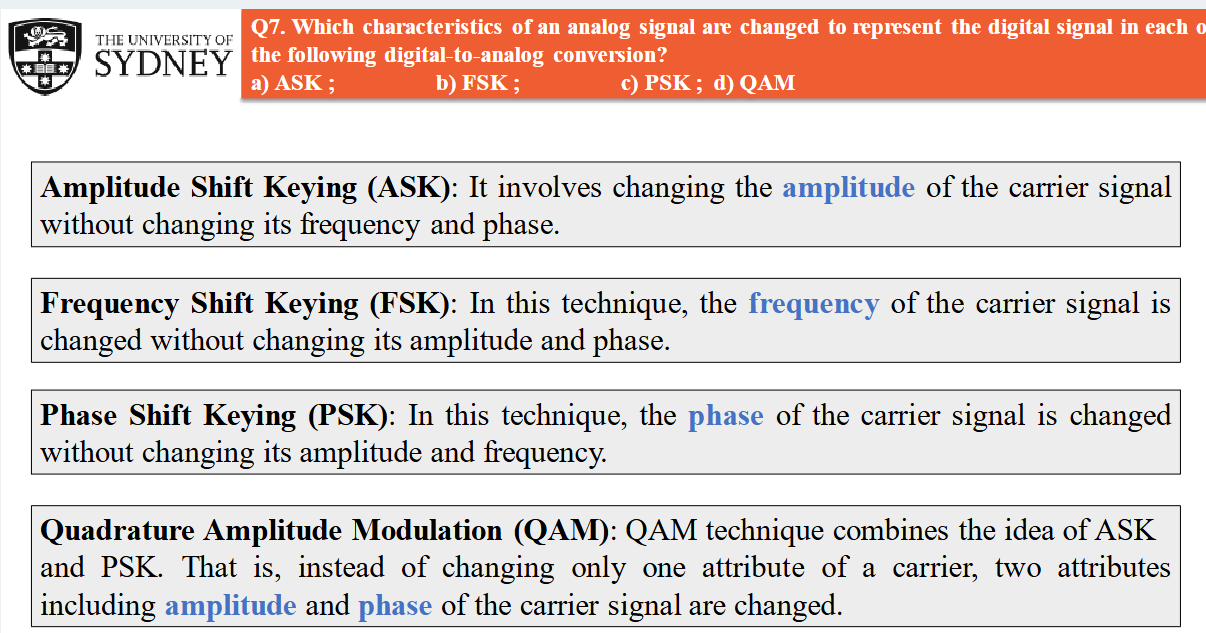 THE UNIVERSITY OF
SYDNEY
Q7. Which characteristics of an analog signal are changed to represent the digital signal in each o
the following digital-to-analog conversion?
a) ASK ; b) FSK ; c) PSK ; d) QAM
Amplitude Shift Keying (ASK): It involves changing the amplitude of the carrier signal
without changing its frequency and phase.
Frequency Shift Keying (FSK): In this technique, the frequency of the carrier signal is
changed without changing its amplitude and phase.
Phase Shift Keying (PSK): In this technique, the phase of the carrier signal is changed
without changing its amplitude and frequency.
Quadrature Amplitude Modulation (QAM): QAM technique combines the idea of ASK
and PSK. That is, instead of changing only one attribute of a carrier, two attributes
including amplitude and phase of the carrier signal are changed.